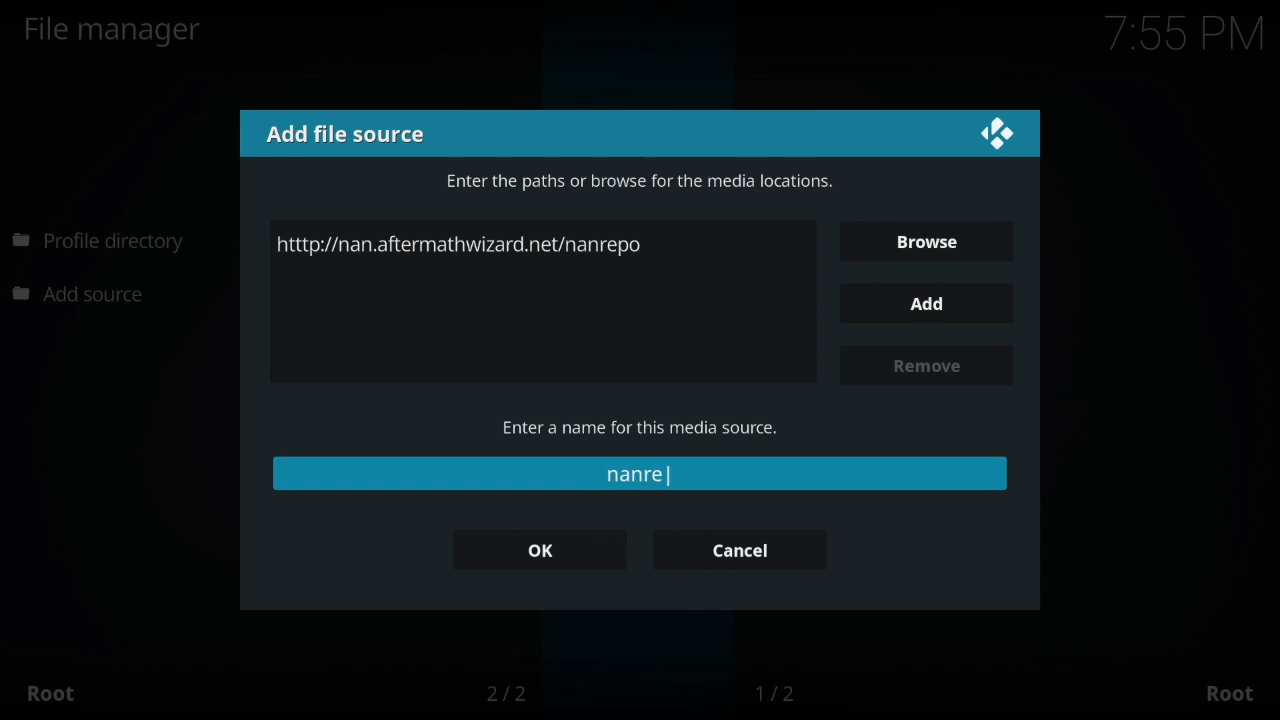 File manager
7:55 PM
Add file source
Enter the paths or browse for the media locations.
htttp://nan.aftermathwizard.net/nanrepo
Browse
Profile directory
Add source
Add
Remove
Enter a name for this media source.
nanre|
OK
Cancel
Root
2 / 2
1 / 2
Root